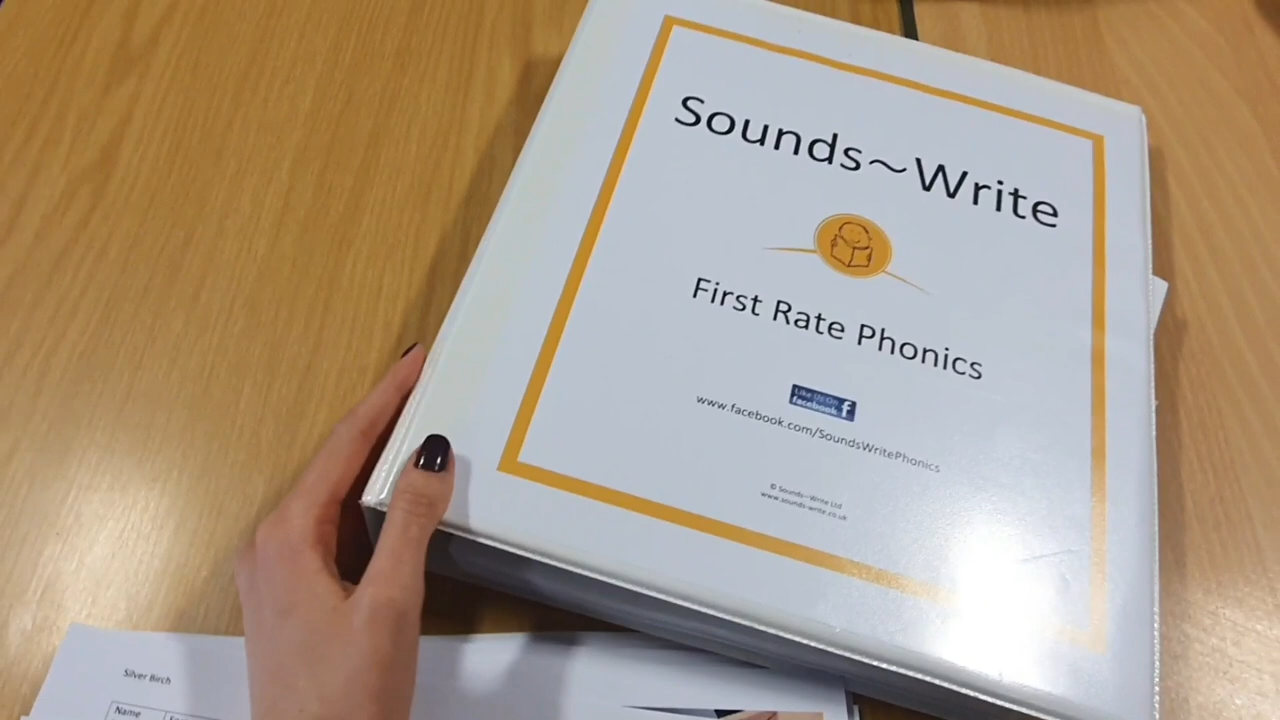 Sounds~Write
First Rate Phonics
Like Us On
facebook
www.facebook.com/SoundsWritePhonics
© Sounds~Write Ltd
www.sounds-write.co.uk
Silver Birch
Name